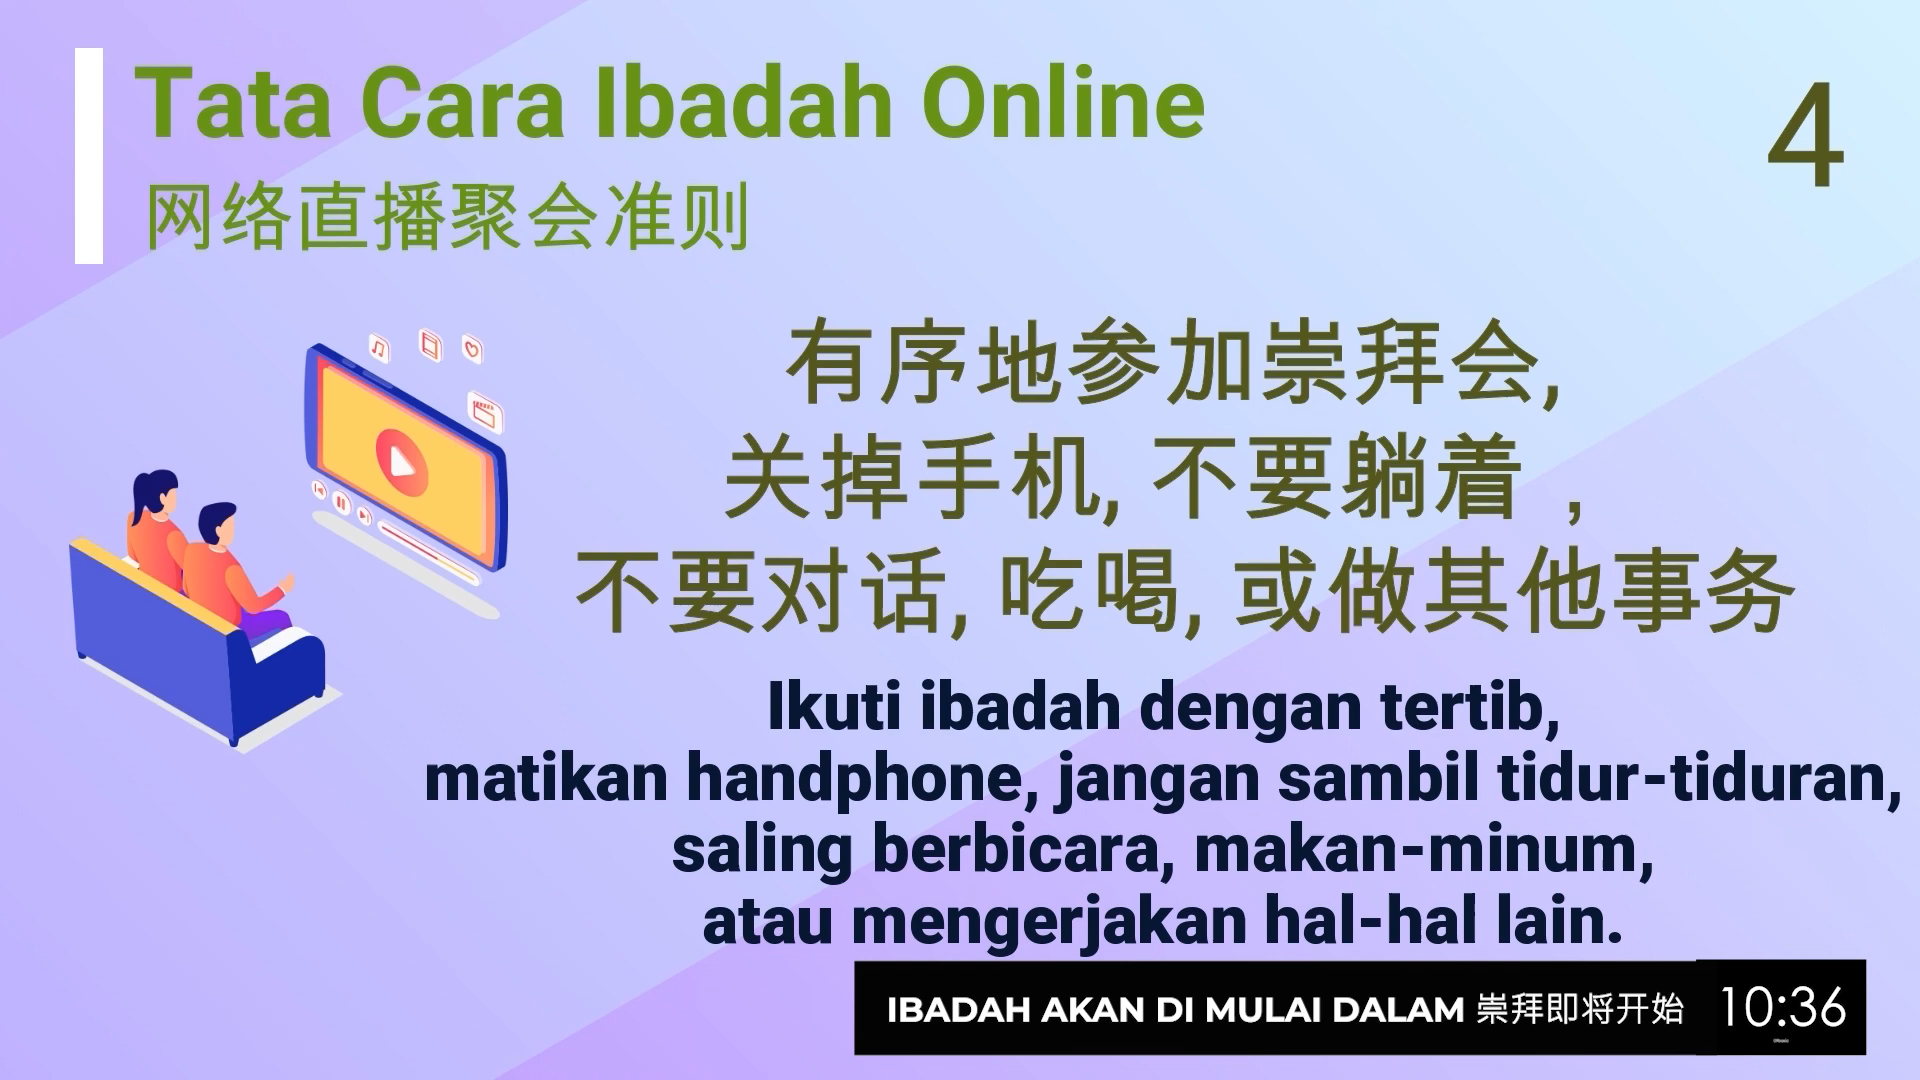 Tata Cara Ibadah Online
4
网络直播聚会准则
有序地参加崇拜会,
关掉手机, 不要躺着 ,
不要对话, 吃喝, 或做其他事务
Ikuti ibadah dengan tertib,
matikan handphone, jangan sambil tidur-tiduran,
saling berbicara, makan-minum,
atau mengerjakan hal-hal lain.
IBADAH AKAN DI MULAI DALAM 崇拜即将开始 10:36